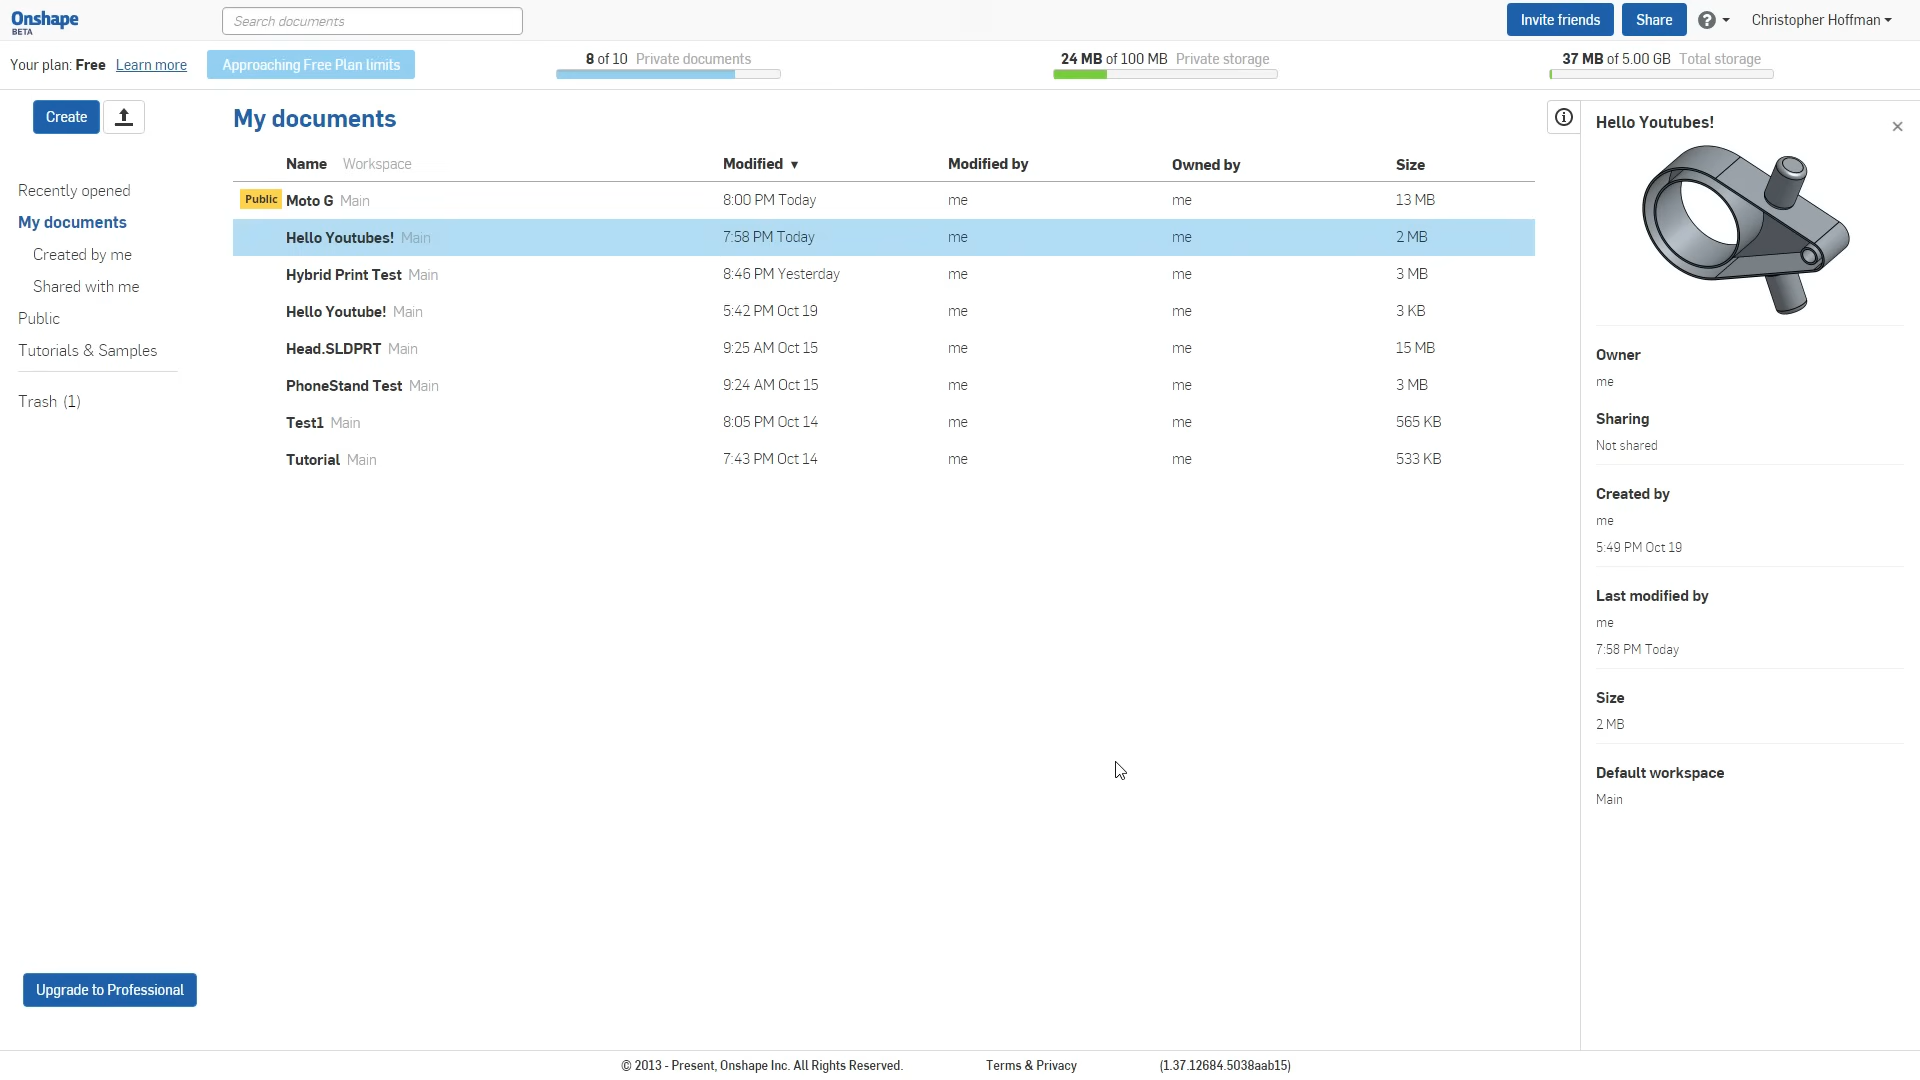 Onshape
BETA
Search documents
Invite friends
Share
Christopher Hoffman
Your plan: Free Learn more
Approaching Free Plan limits
8 of 10 Private documents
24 MB of 100 MB Private storage
37 MB of 5.00 GB Total storage
Create
Recently opened
My documents
Created by me
Shared with me
Public
Tutorials & Samples
Trash (1)
Upgrade to Professional
My documents
Name Workspace Modified ▼ Modified by Owned by Size
Public Moto G Main 8:00 PM Today me me 13 MB
Hello Youtubes! Main 7:58 PM Today me me 2 MB
Hybrid Print Test Main 8:46 PM Yesterday me me 3 MB
Hello Youtube! Main 5:42 PM Oct 19 me me 3 KB
Head.SLDPRT Main 9:25 AM Oct 15 me me 15 MB
PhoneStand Test Main 9:24 AM Oct 15 me me 3 MB
Test1 Main 8:05 PM Oct 14 me me 565 KB
Tutorial Main 7:43 PM Oct 14 me me 533 KB
Hello Youtubes!
Owner
me
Sharing
Not shared
Created by
me
5:49 PM Oct 19
Last modified by
me
7:58 PM Today
Size
2 MB
Default workspace
Main
© 2013 - Present, Onshape Inc. All Rights Reserved. Terms & Privacy (1.37.12684.5038aab15)